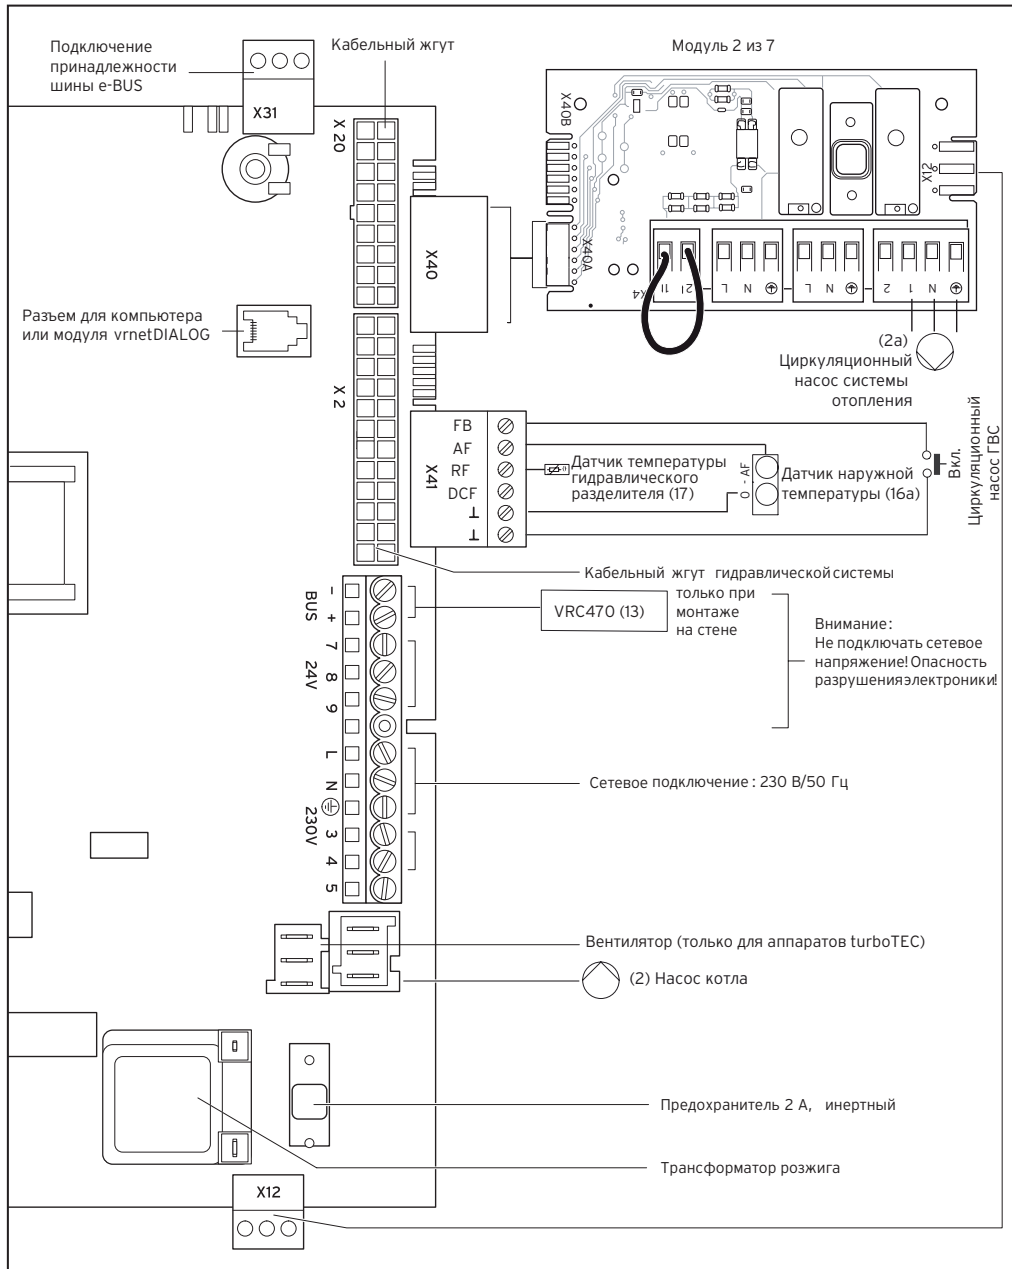 Подключение
принадлежности
шины e-BUS
Кабельный жгут
Модуль 2 из 7
X31
X 20
X40B
X12
X40
X40A
X4
L
N
L
N
2
1
N
Разъем для компьютера
или модуля vrnetDIALOG
(2a)
Циркуляционный
насос системы
отопления
X 2
X41
FB
AF
RF
DCF
Датчик температуры
гидравлического
разделителя (17)
0 - AF
Датчик наружной
температуры (16a)
Вкл.
Циркуляционный
насос ГВС
Кабельный жгут гидравлической системы
VRC470 (13)
только при
монтаже
на стене
Внимание:
Не подключать сетевое
напряжение! Опасность
разрушения электроники!
BUS
-
+
24V
7
8
9
L
N
230V
3
4
5
Сетевое подключение: 230 В/50 Гц
Вентилятор (только для аппаратов turboTEC)
(2) Насос котла
Предохранитель 2 А, инертный
Трансформатор розжига
X12